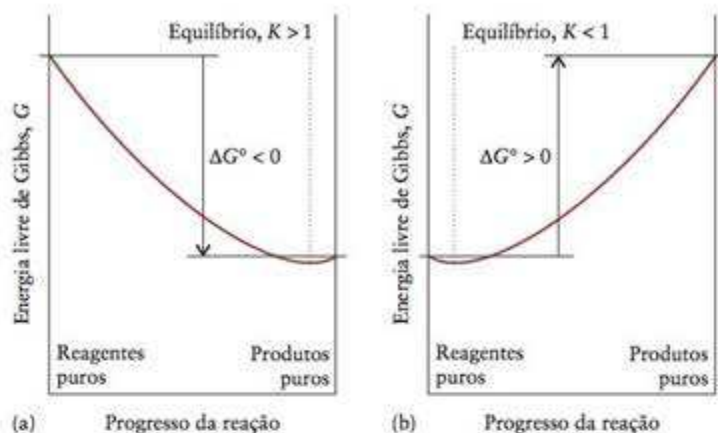 Equilíbrio, K > 1
Energia livre de Gibbs, G
ΔG° < 0
Reagentes puros
Produtos puros
(a)
Progresso da reação
Equilíbrio, K < 1
Energia livre de Gibbs, G
ΔG° > 0
Reagentes puros
Produtos puros
(b)
Progresso da reação